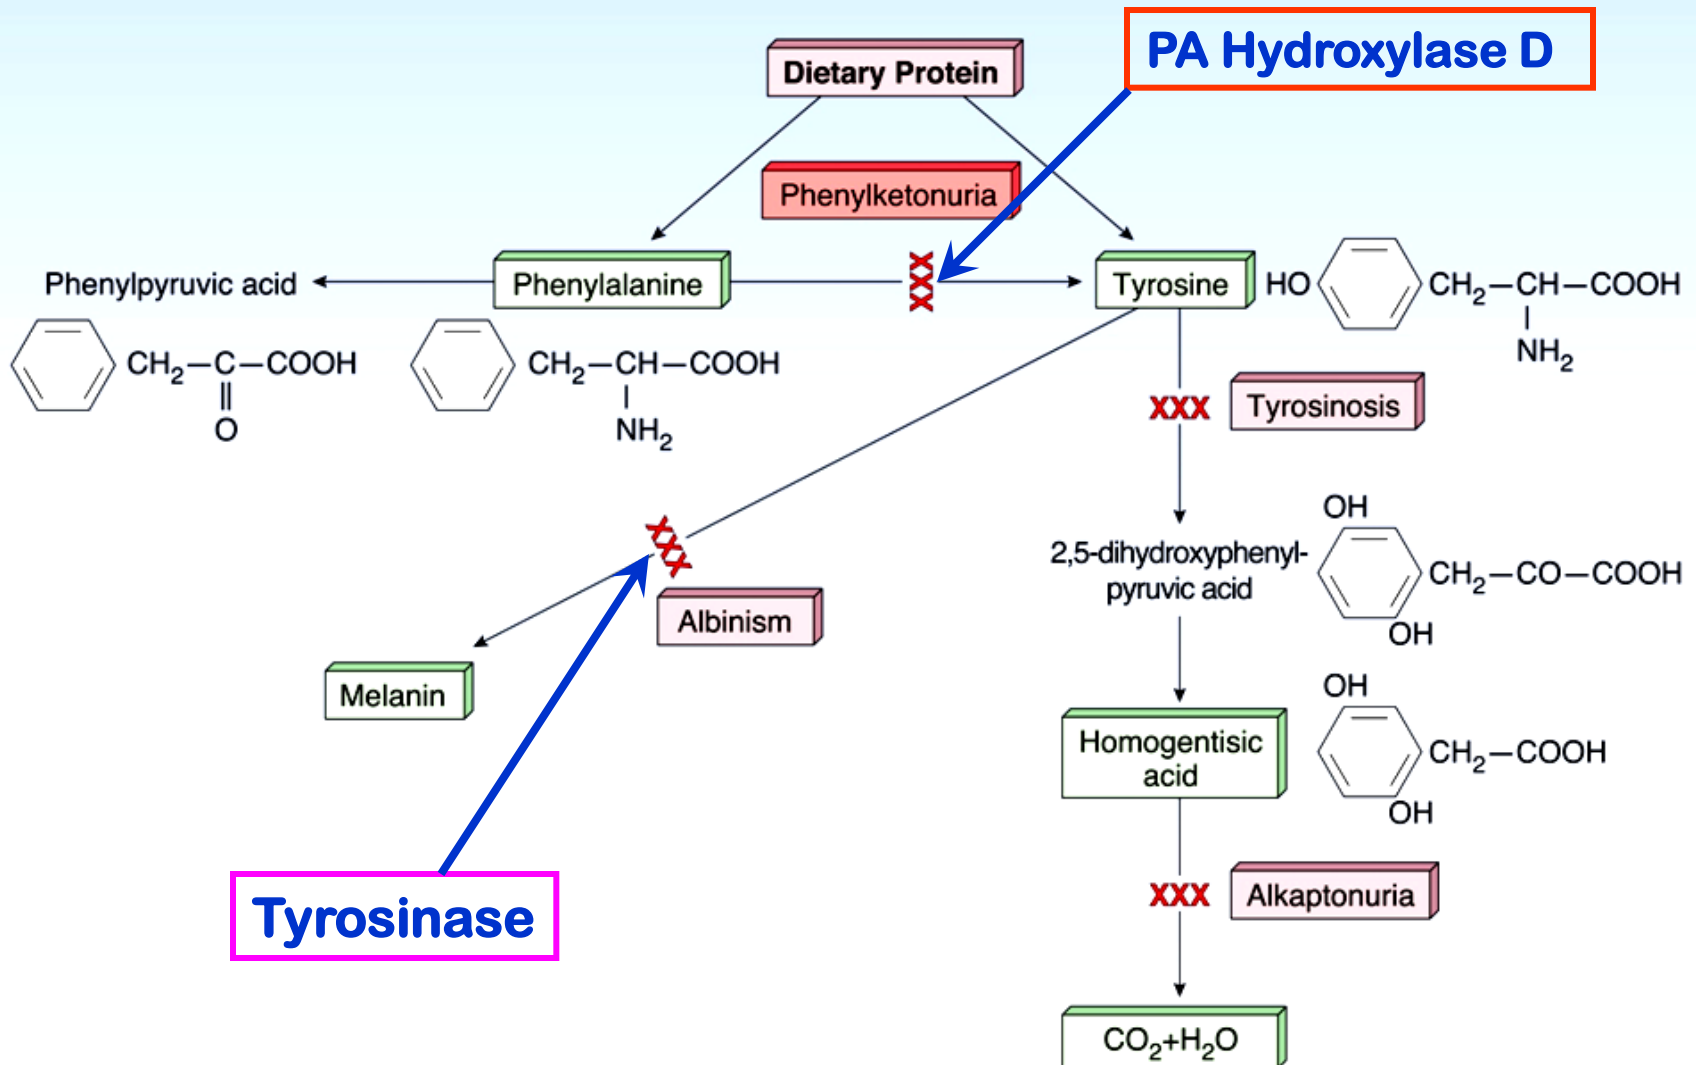 PA Hydroxylase D
Dietary Protein
Phenylketonuria
Phenylpyruvic acid
Phenylalanine
XXX
Tyrosine
HO
CH₂–CH–COOH
NH₂
CH₂–C–COOH
O
CH₂–CH–COOH
NH₂
XXX
Tyrosinosis
OH
2,5-dihydroxyphenyl-
pyruvic acid
CH₂–CO–COOH
OH
XXX
Albinism
Melanin
OH
Homogentisic
acid
CH₂–COOH
OH
Tyrosinase
XXX
Alkaptonuria
CO₂+H₂O